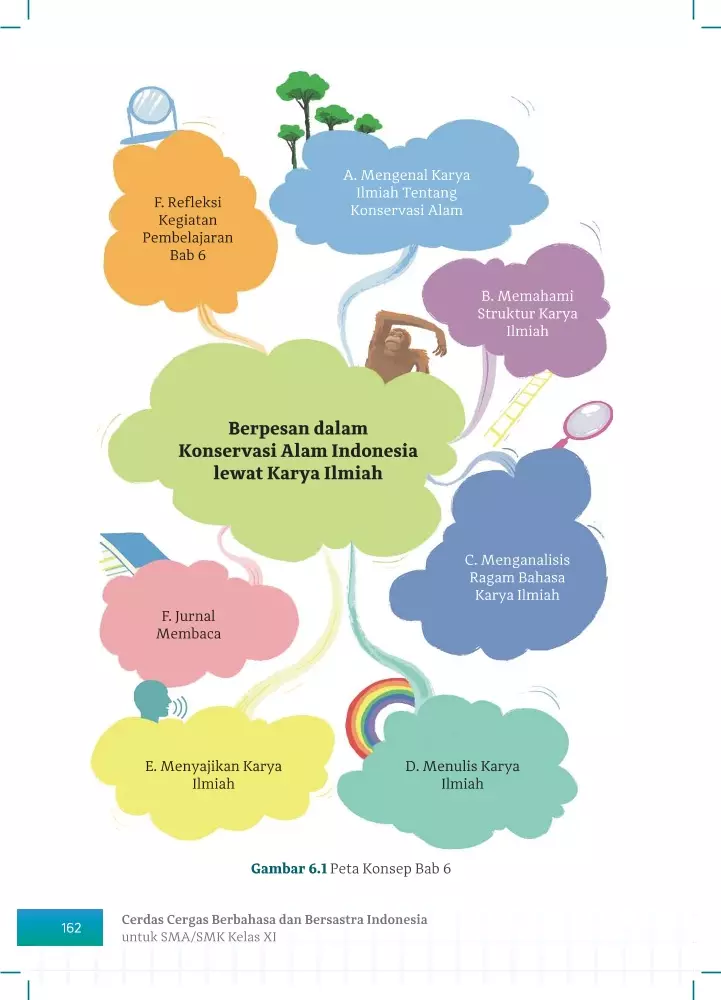 A. Mengenal Karya
Ilmiah Tentang
Konservasi Alam
F. Refleksi
Kegiatan
Pembelajaran
Bab 6
B. Memahami
Struktur Karya
Ilmiah
Berpesan dalam
Konservasi Alam Indonesia
lewat Karya Ilmiah
C. Menganalisis
Ragam Bahasa
Karya Ilmiah
F. Jurnal
Membaca
E. Menyajikan Karya
Ilmiah
D. Menulis Karya
Ilmiah
Gambar 6.1 Peta Konsep Bab 6
162
Cerdas Cergas Berbahasa dan Bersastra Indonesia
untuk SMA/SMK Kelas XI